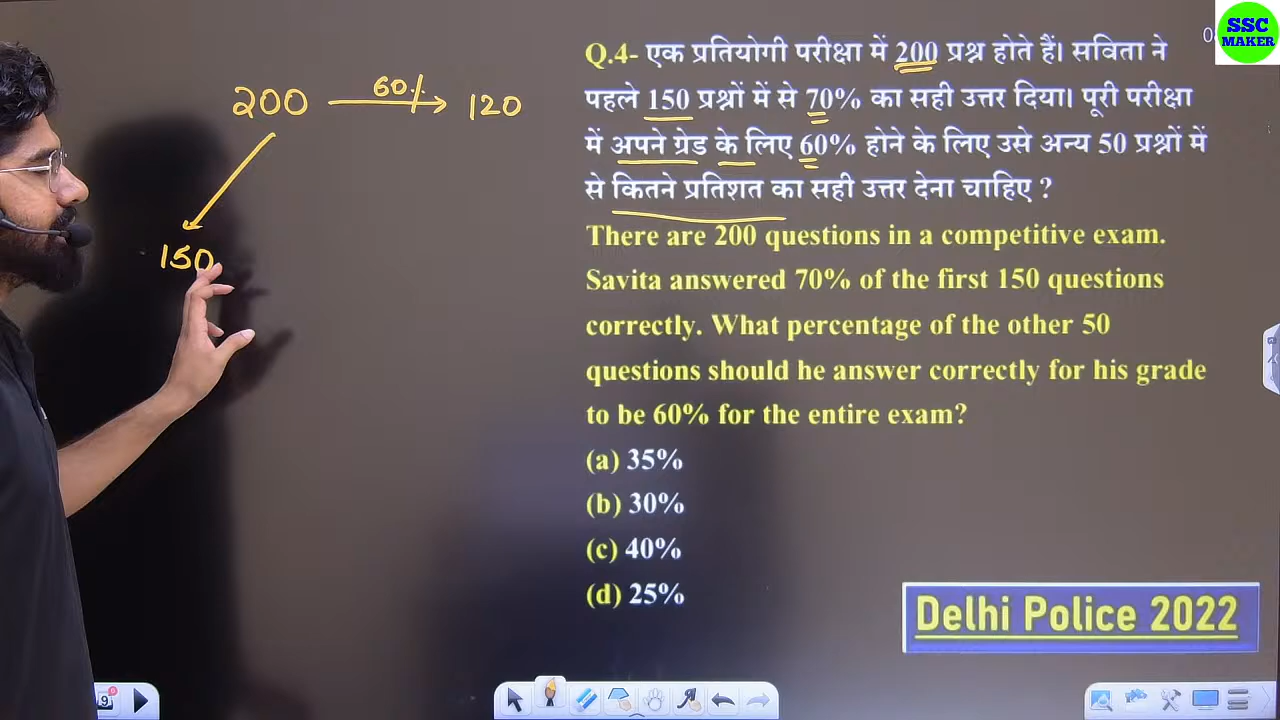 SSC
MAKER
Q.4- एक प्रतियोगी परीक्षा में 200 प्रश्न होते हैं। सविता ने
पहले 150 प्रश्नों में से 70% का सही उत्तर दिया। पूरी परीक्षा
में अपने ग्रेड के लिए 60% होने के लिए उसे अन्य 50 प्रश्नों में
से कितने प्रतिशत का सही उत्तर देना चाहिए ?
There are 200 questions in a competitive exam.
Savita answered 70% of the first 150 questions
correctly. What percentage of the other 50
questions should he answer correctly for his grade
to be 60% for the entire exam?
(a) 35%
(b) 30%
(c) 40%
(d) 25%
Delhi Police 2022
200 60% 120
150
9